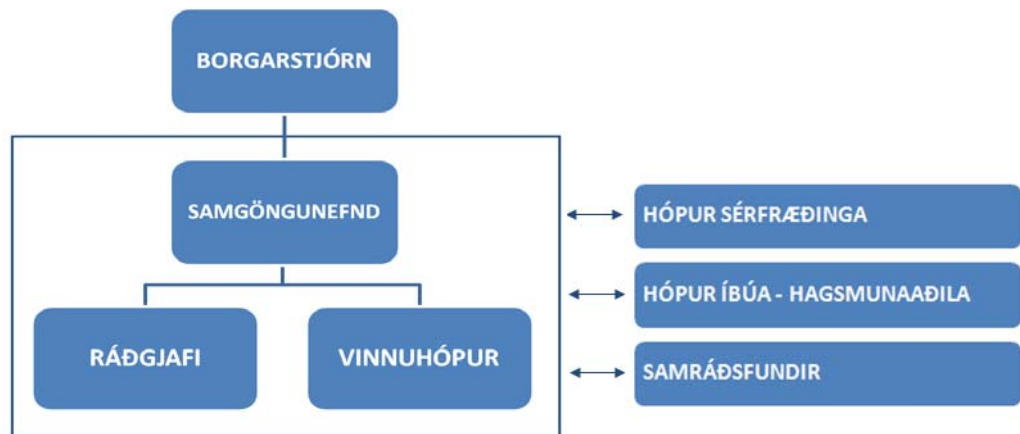 BORGARSTJÓRN
SAMGÖNGUNEFND
RÁÐGJAFI
VINNUHÓPUR
HÓPUR SÉRFRÆÐINGA
HÓPUR ÍBÚA - HAGSMUNAAÐILA
SAMRÁÐSFUNDIR